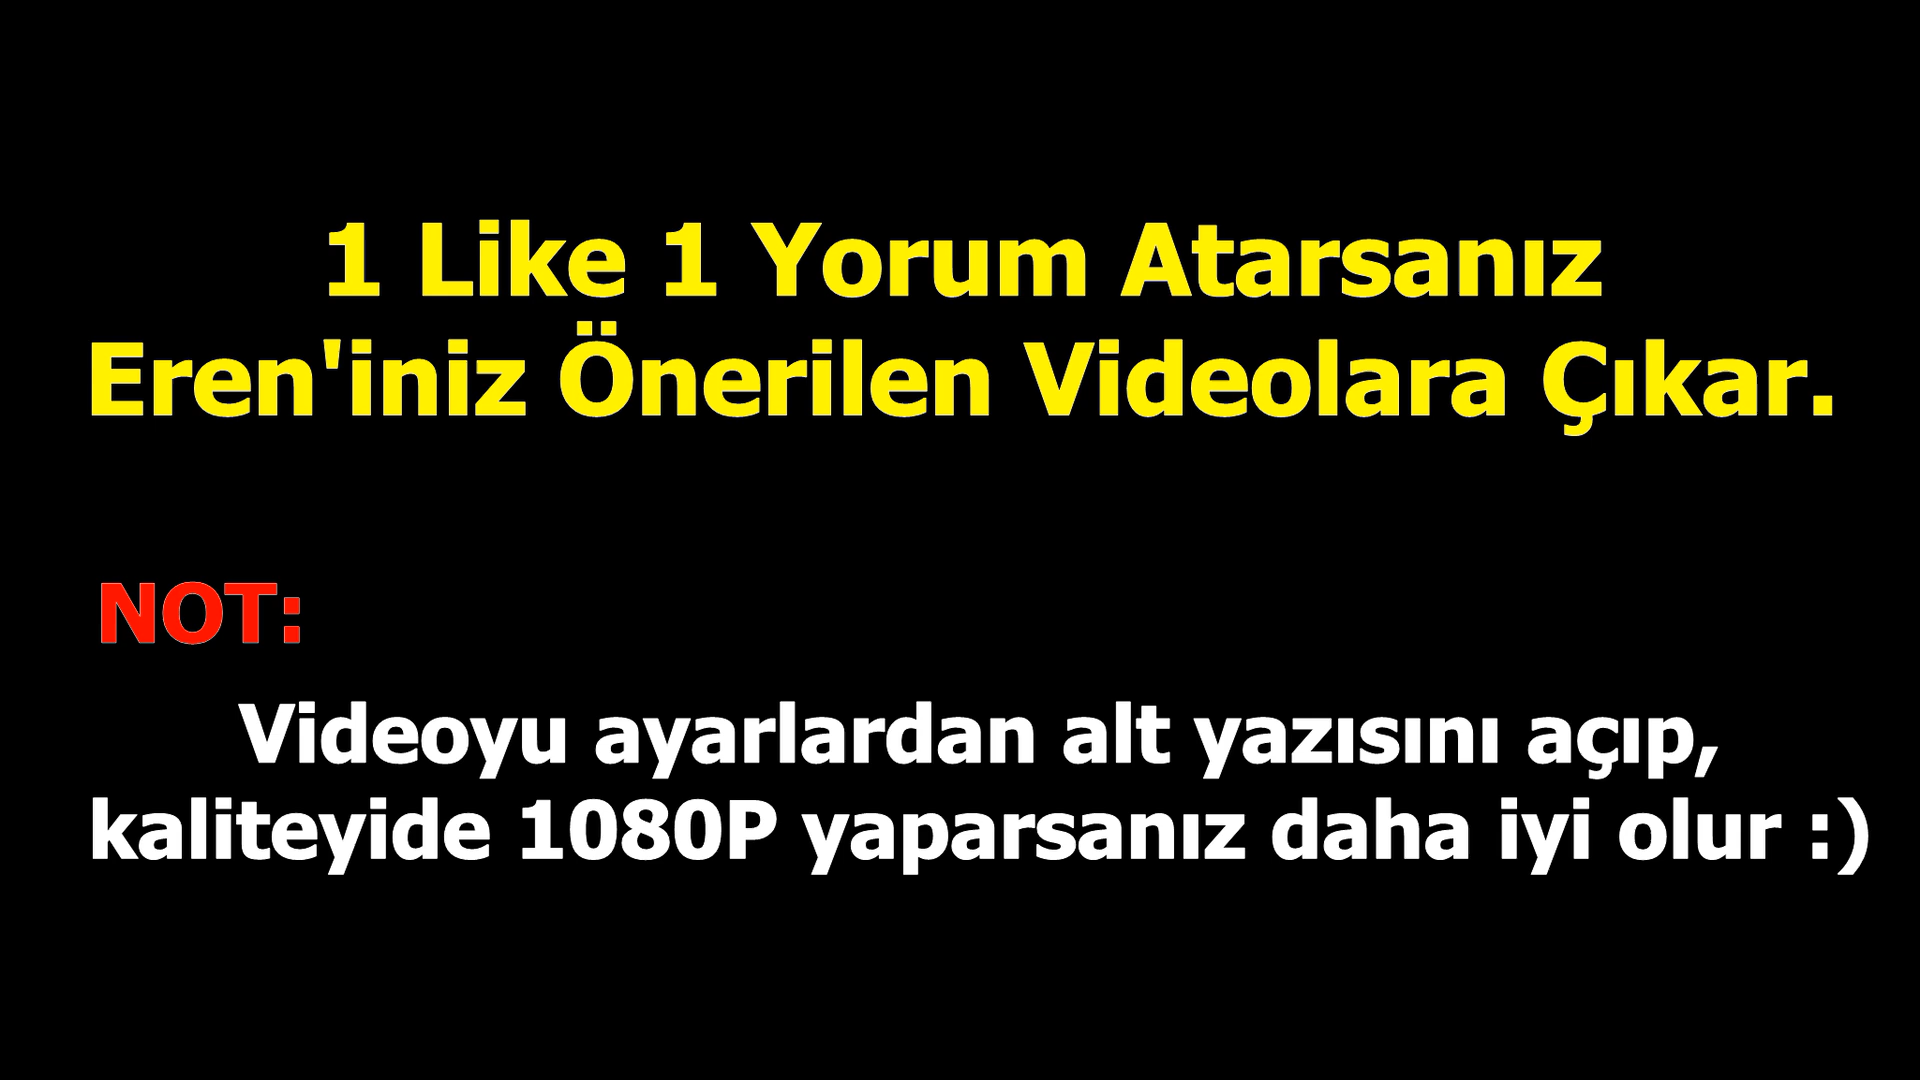 1 Like 1 Yorum Atarsanız
Eren'iniz Önerilen Videolara Çıkar.
NOT:
Videoyu ayarlardan alt yazısını açıp,
kaliteyide 1080P yaparsanız daha iyi olur :)